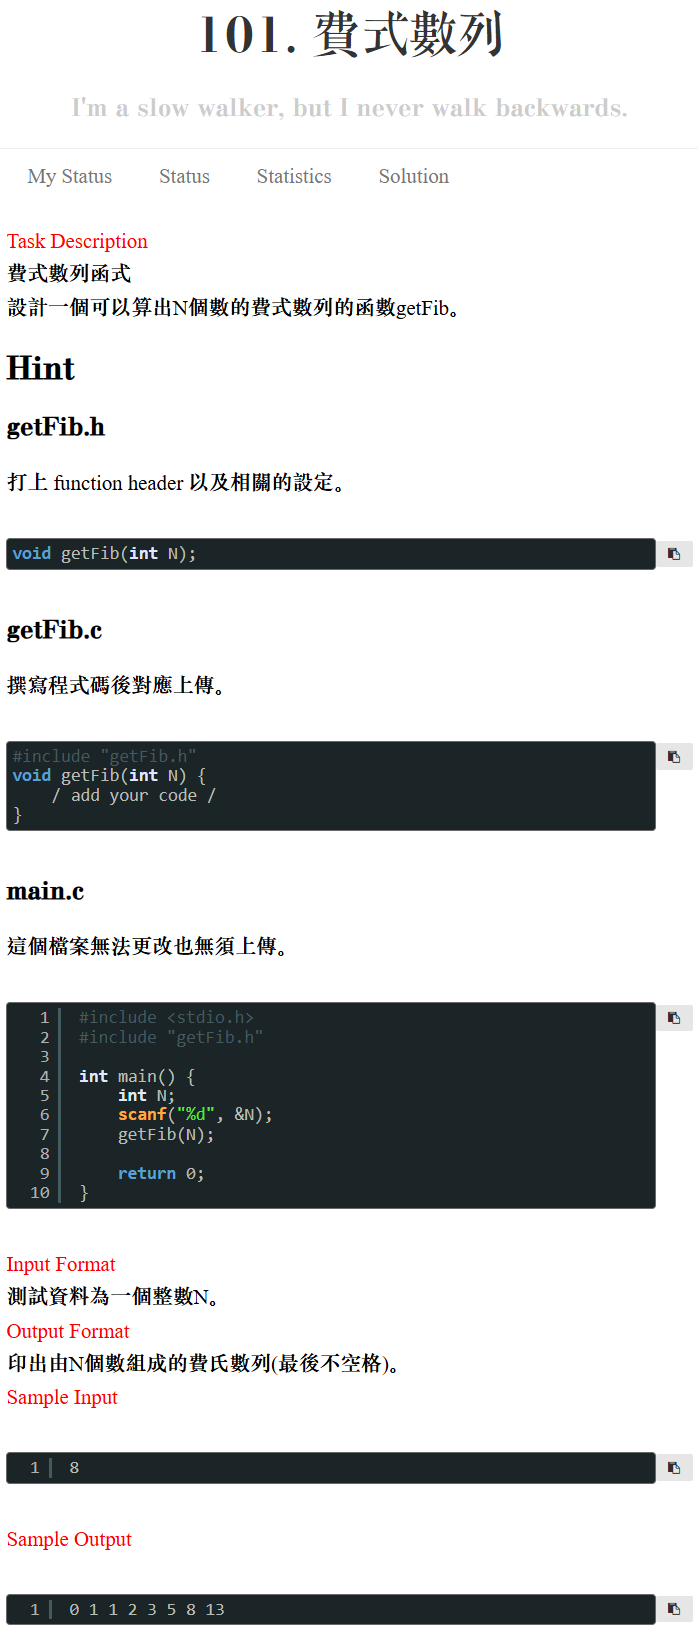 101. 費式數列
I'm a slow walker, but I never walk backwards.
My Status Status Statistics Solution
Task Description
費式數列函式
設計一個可以算出N個數的費式數列的函數getFib。
Hint
getFib.h
打上 function header 以及相關的設定。
void getFib(int N);
getFib.c
撰寫程式碼後對應上傳。
#include "getFib.h"
void getFib(int N) {
    / add your code /
}
main.c
這個檔案無法更改也無須上傳。
1 #include <stdio.h>
2 #include "getFib.h"
3
4 int main() {
5     int N;
6     scanf("%d", &N);
7     getFib(N);
8
9     return 0;
10 }
Input Format
測試資料為一個整數N。
Output Format
印出由N個數組成的費氏數列(最後不空格)。
Sample Input
1 8
Sample Output
1 0 1 1 2 3 5 8 13